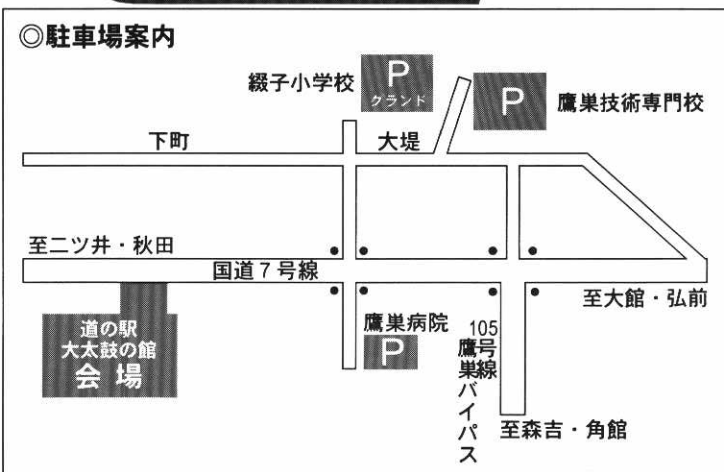 ◎駐車場案内
綴子小学校
P
クランド
P
鷹巣技術専門校
下町
大堤
至二ツ井・秋田
国道7号線
至大館・弘前
道の駅
大太鼓の館
会場
鷹巣病院
P
105
号線
鷹巣バイパス
至森吉・角館